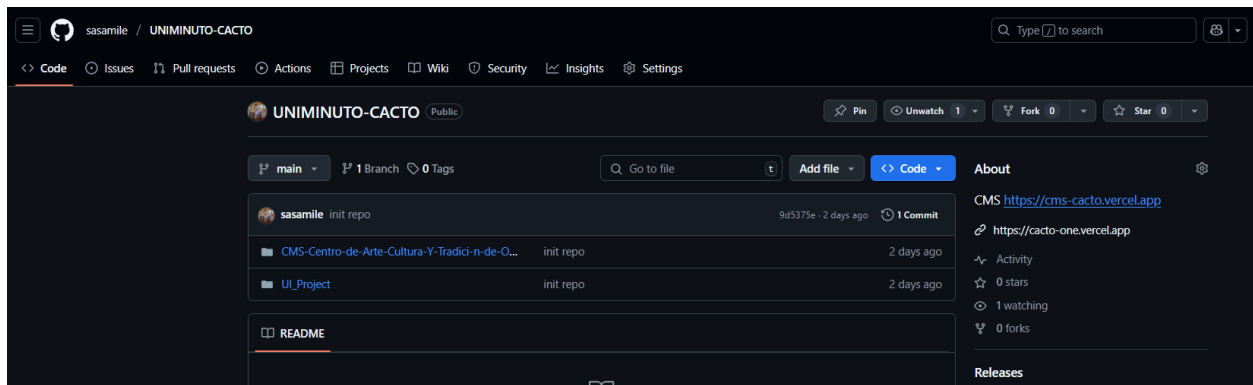 sasamile / UNIMINUTO-CACTO
Type / to search
Code Issues Pull requests Actions Projects Wiki Security Insights Settings
UNIMINUTO-CACTO Public
Pin Unwatch 1 Fork 0 Star 0
main 1 Branch 0 Tags Go to file t Add file Code
sasamile init repo 9d5375e · 2 days ago 1 Commit
CMS-Centro-de-Arte-Cultura-Y-Tradici-n-de-O... init repo 2 days ago
UI_Project init repo 2 days ago
README
About
CMS https://cms-cacto.vercel.app
https://cacto-one.vercel.app
Activity
0 stars
1 watching
0 forks
Releases